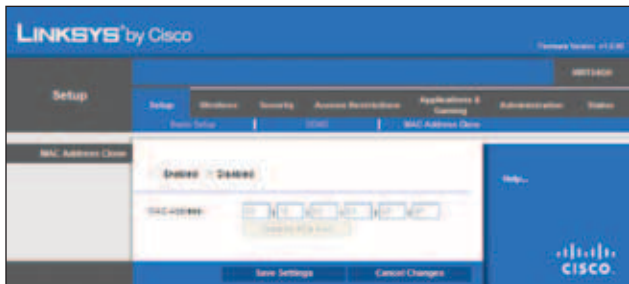 LINKSYS® by Cisco
Setup
Setup Wireless Security Access Restrictions Applications & Gaming Administration Status
Basic Setup | DDNS | MAC Address Clone
MAC Address Clone
Enabled Disabled
MAC Address:
Help...
Save Settings Cancel Changes
CISCO